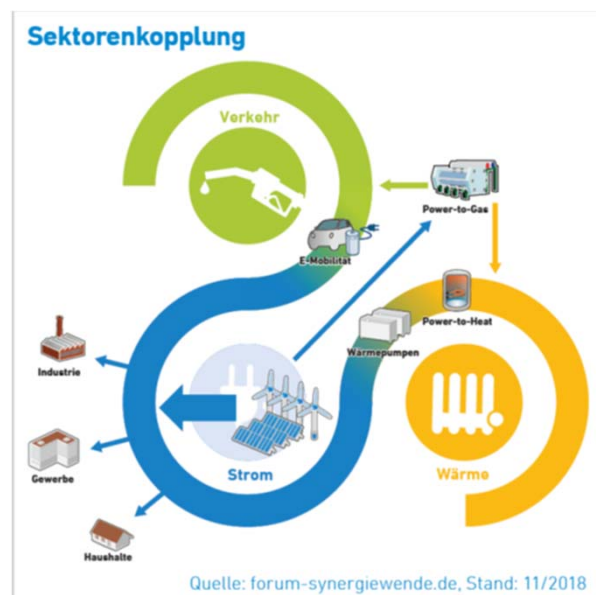 Sektorenkopplung
Verkehr
Power-to-Gas
E-Mobilität
Power-to-Heat
Wärmepumpen
Industrie
Gewerbe
Strom
Wärme
Haushalte
Quelle: forum-synergiewende.de, Stand: 11/2018